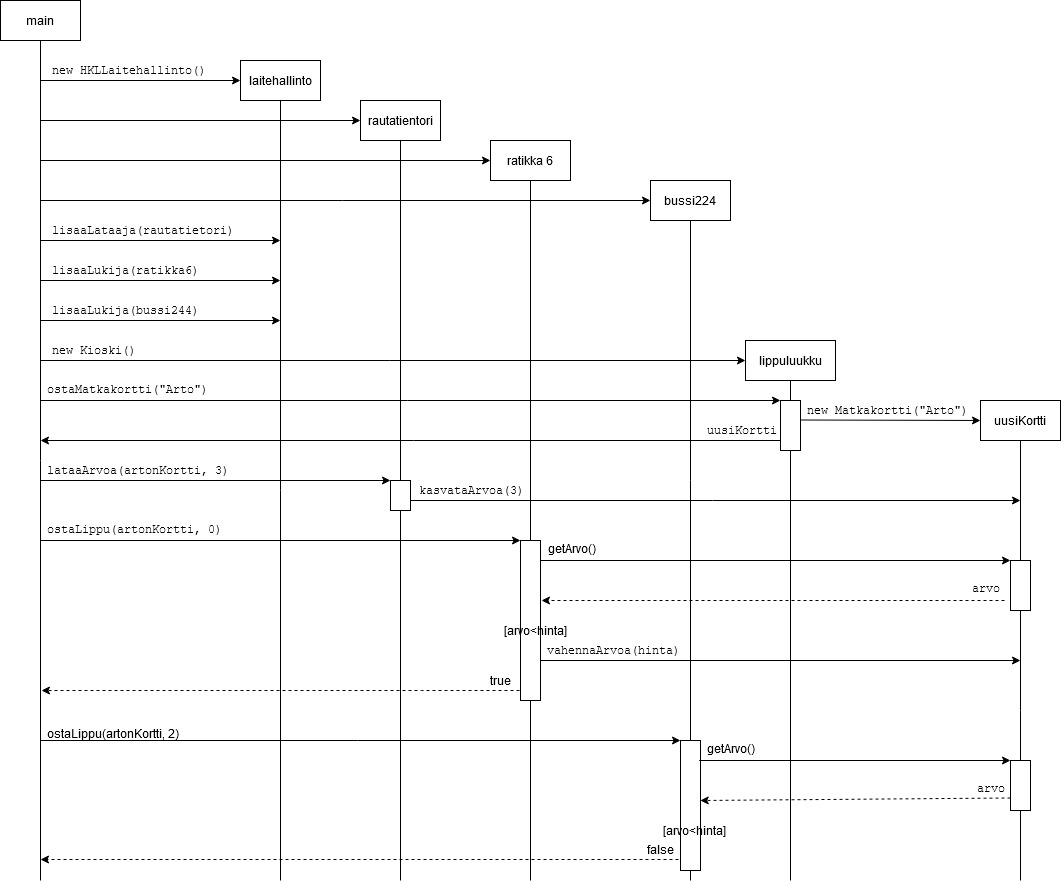 main
new HKLLaitehallinto()
laitehallinto
rautatientori
ratikka 6
bussi224
lisaaLataaja(rautatietori)
lisaaLukija(ratikka6)
lisaaLukija(bussi244)
new Kioski()
lippuluukku
ostaMatkakortti("Arto")
new Matkakortti("Arto")
uusiKortti
uusiKortti
lataaArvoa(artonKortti, 3)
kasvataArvoa(3)
ostaLippu(artonKortti, 0)
getArvo()
arvo
[arvo<hinta]
vahennaArvoa(hinta)
true
ostaLippu(artonKortti, 2)
getArvo()
arvo
[arvo<hinta]
false